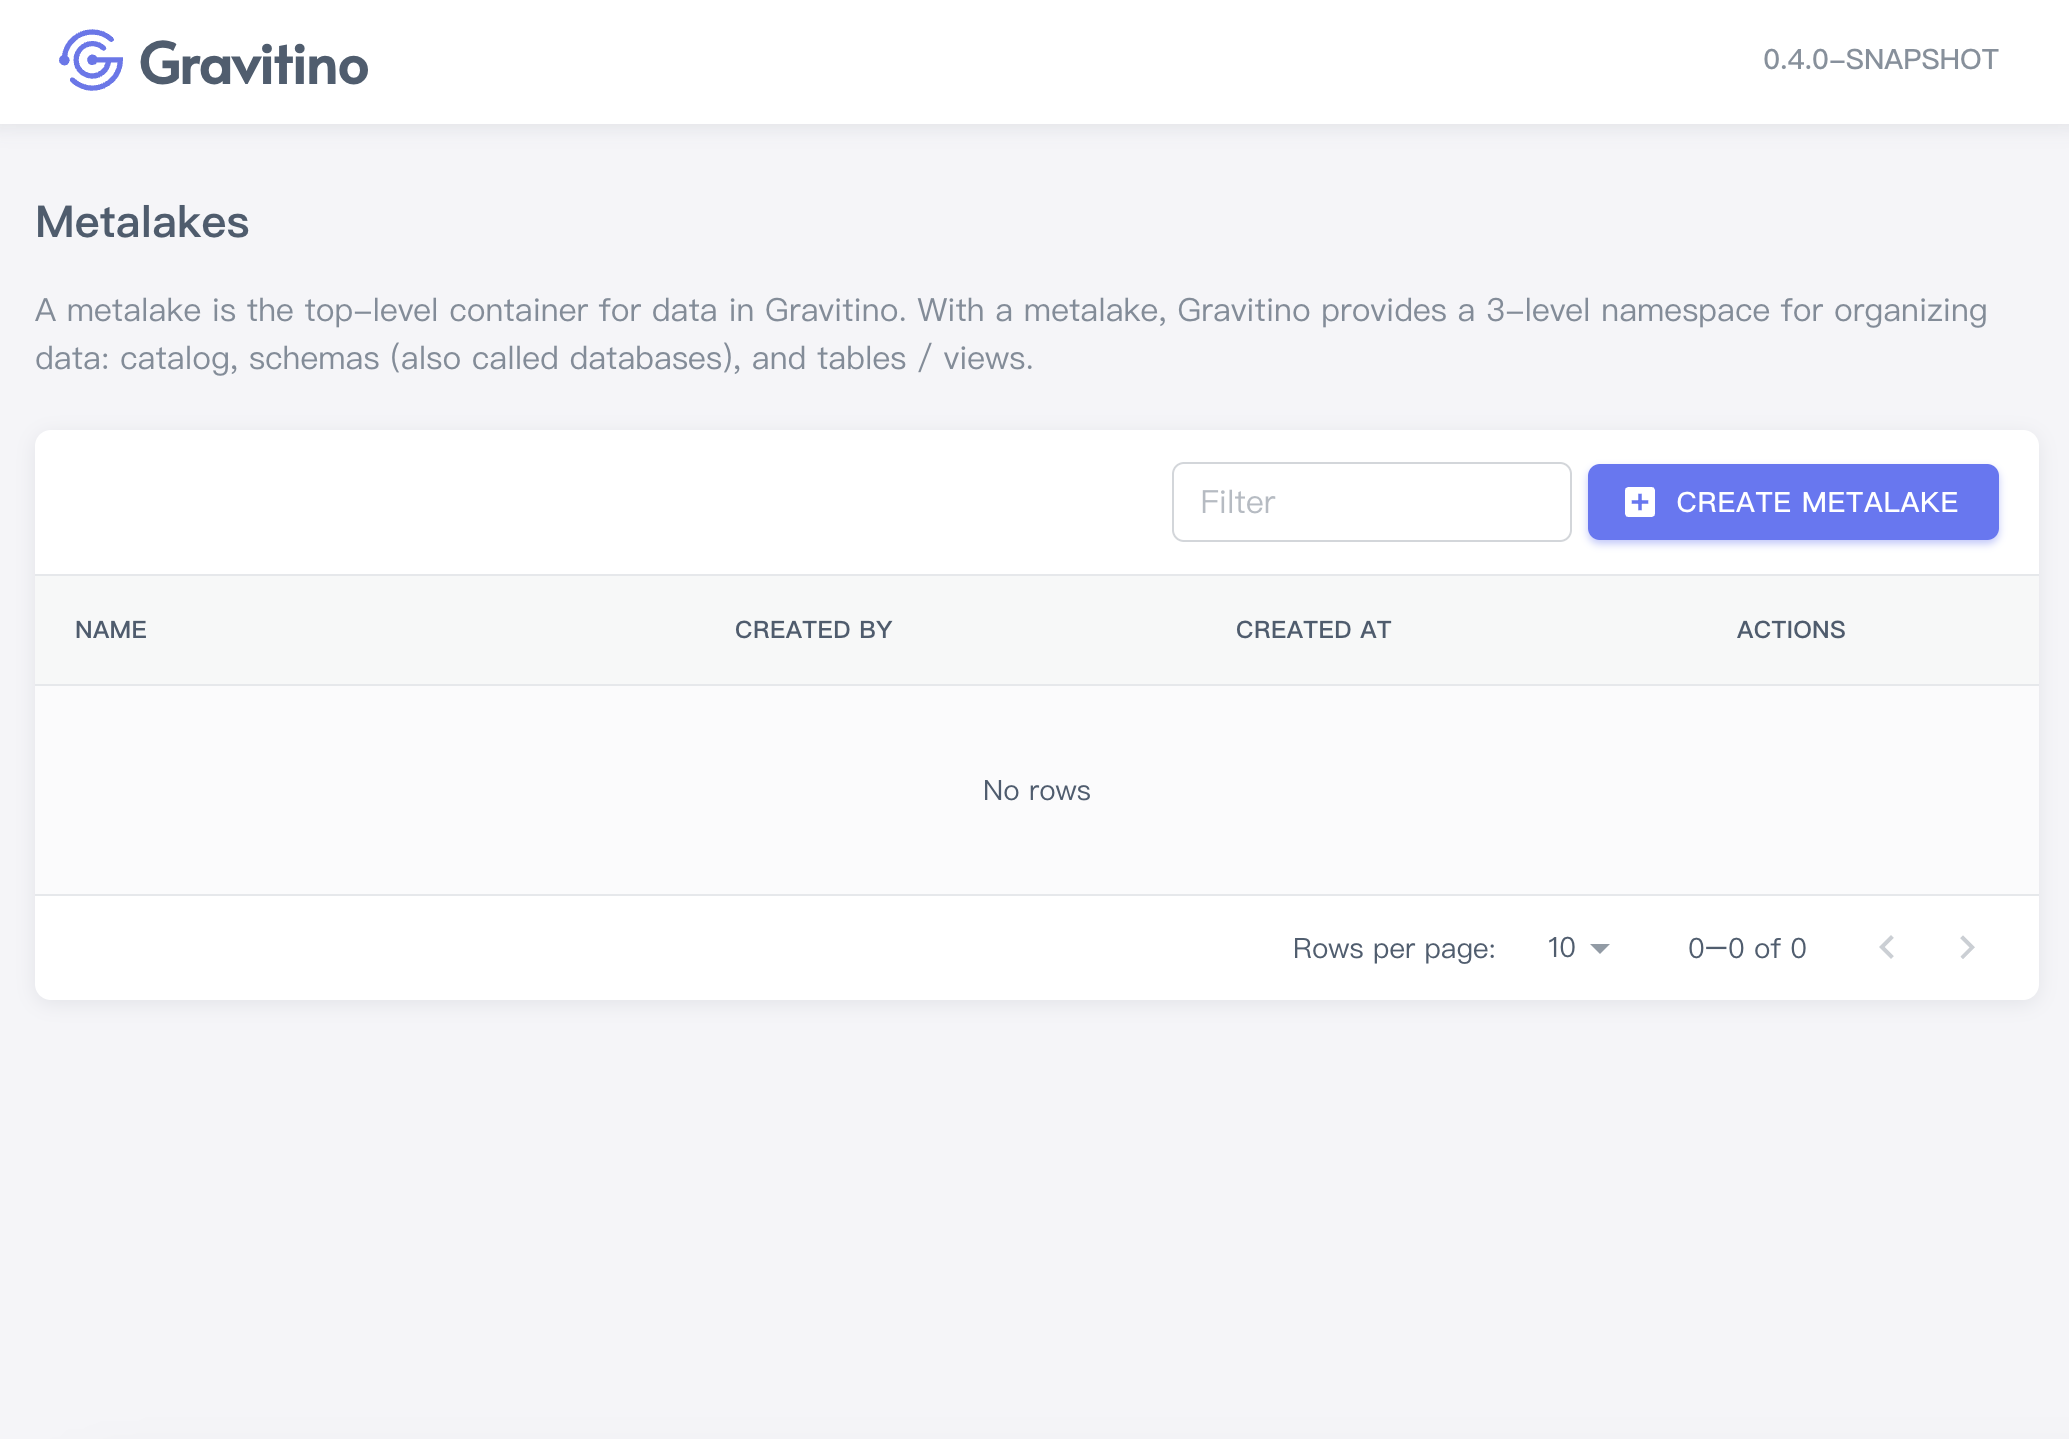 Gravitino
0.4.0-SNAPSHOT
Metalakes
A metalake is the top-level container for data in Gravitino. With a metalake, Gravitino provides a 3-level namespace for organizing
data: catalog, schemas (also called databases), and tables / views.
Filter
CREATE METALAKE
NAME CREATED BY CREATED AT ACTIONS
No rows
Rows per page: 10 0–0 of 0